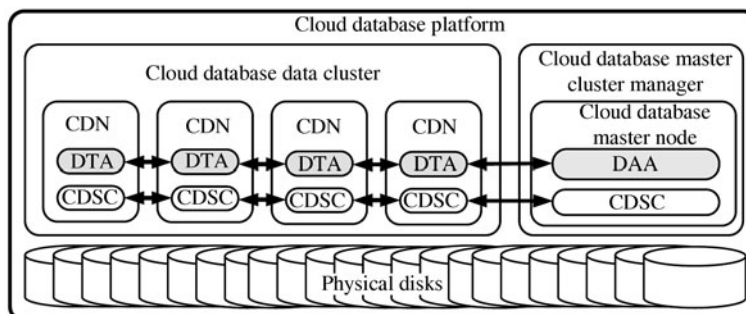 Cloud database platform
Cloud database data cluster
Cloud database master
cluster manager
Cloud database
master node
CDN CDN CDN CDN
DTA DTA DTA DTA DAA
CDSC CDSC CDSC CDSC CDSC
Physical disks